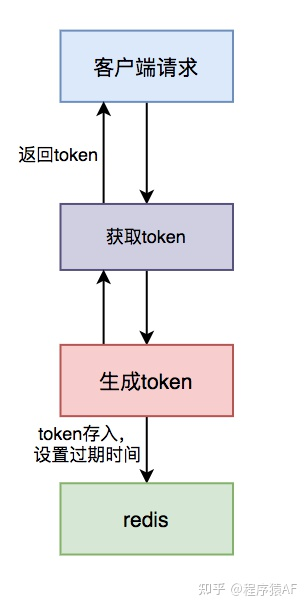 客户端请求
返回token
获取token
生成token
token存入，
设置过期时间
redis
知乎 @程序猿AF